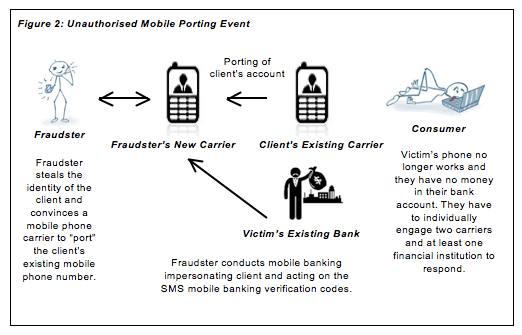 Figure 2: Unauthorised Mobile Porting Event
Porting of
client's account
Fraudster
Fraudster's New Carrier
Client's Existing Carrier
Consumer
Fraudster
steals the
identity of the
client and
convinces a
mobile phone
carrier to "port"
the client's
existing mobile
phone number.
Victim's Existing Bank
Fraudster conducts mobile banking
impersonating client and acting on the
SMS mobile banking verification codes.
Victim's phone no
longer works and
they have no money
in their bank
account. They have
to individually
engage two carriers
and at least one
financial institution to
respond.